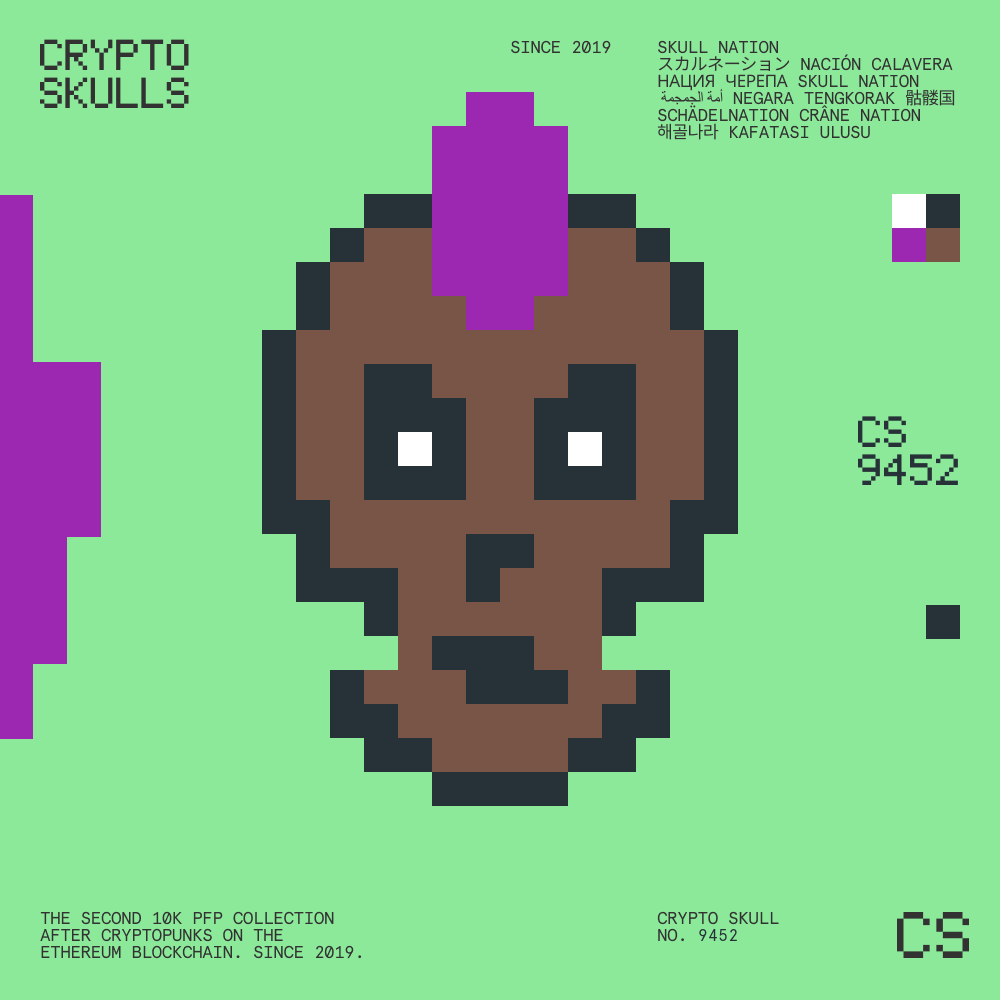 CRYPTO
SKULLS
SINCE 2019
SKULL NATION
スカルネーション NACIÓN CALAVERA
НАЦИЯ ЧЕРЕПА SKULL NATION
أمة الجمجمة NEGARA TENGKORAK 骷髅国
SCHÄDELNATION CRÂNE NATION
해골나라 KAFATASI ULUSU
CS
9452
THE SECOND 10K PFP COLLECTION
AFTER CRYPTOPUNKS ON THE
ETHEREUM BLOCKCHAIN. SINCE 2019.
CRYPTO SKULL
NO. 9452
CS